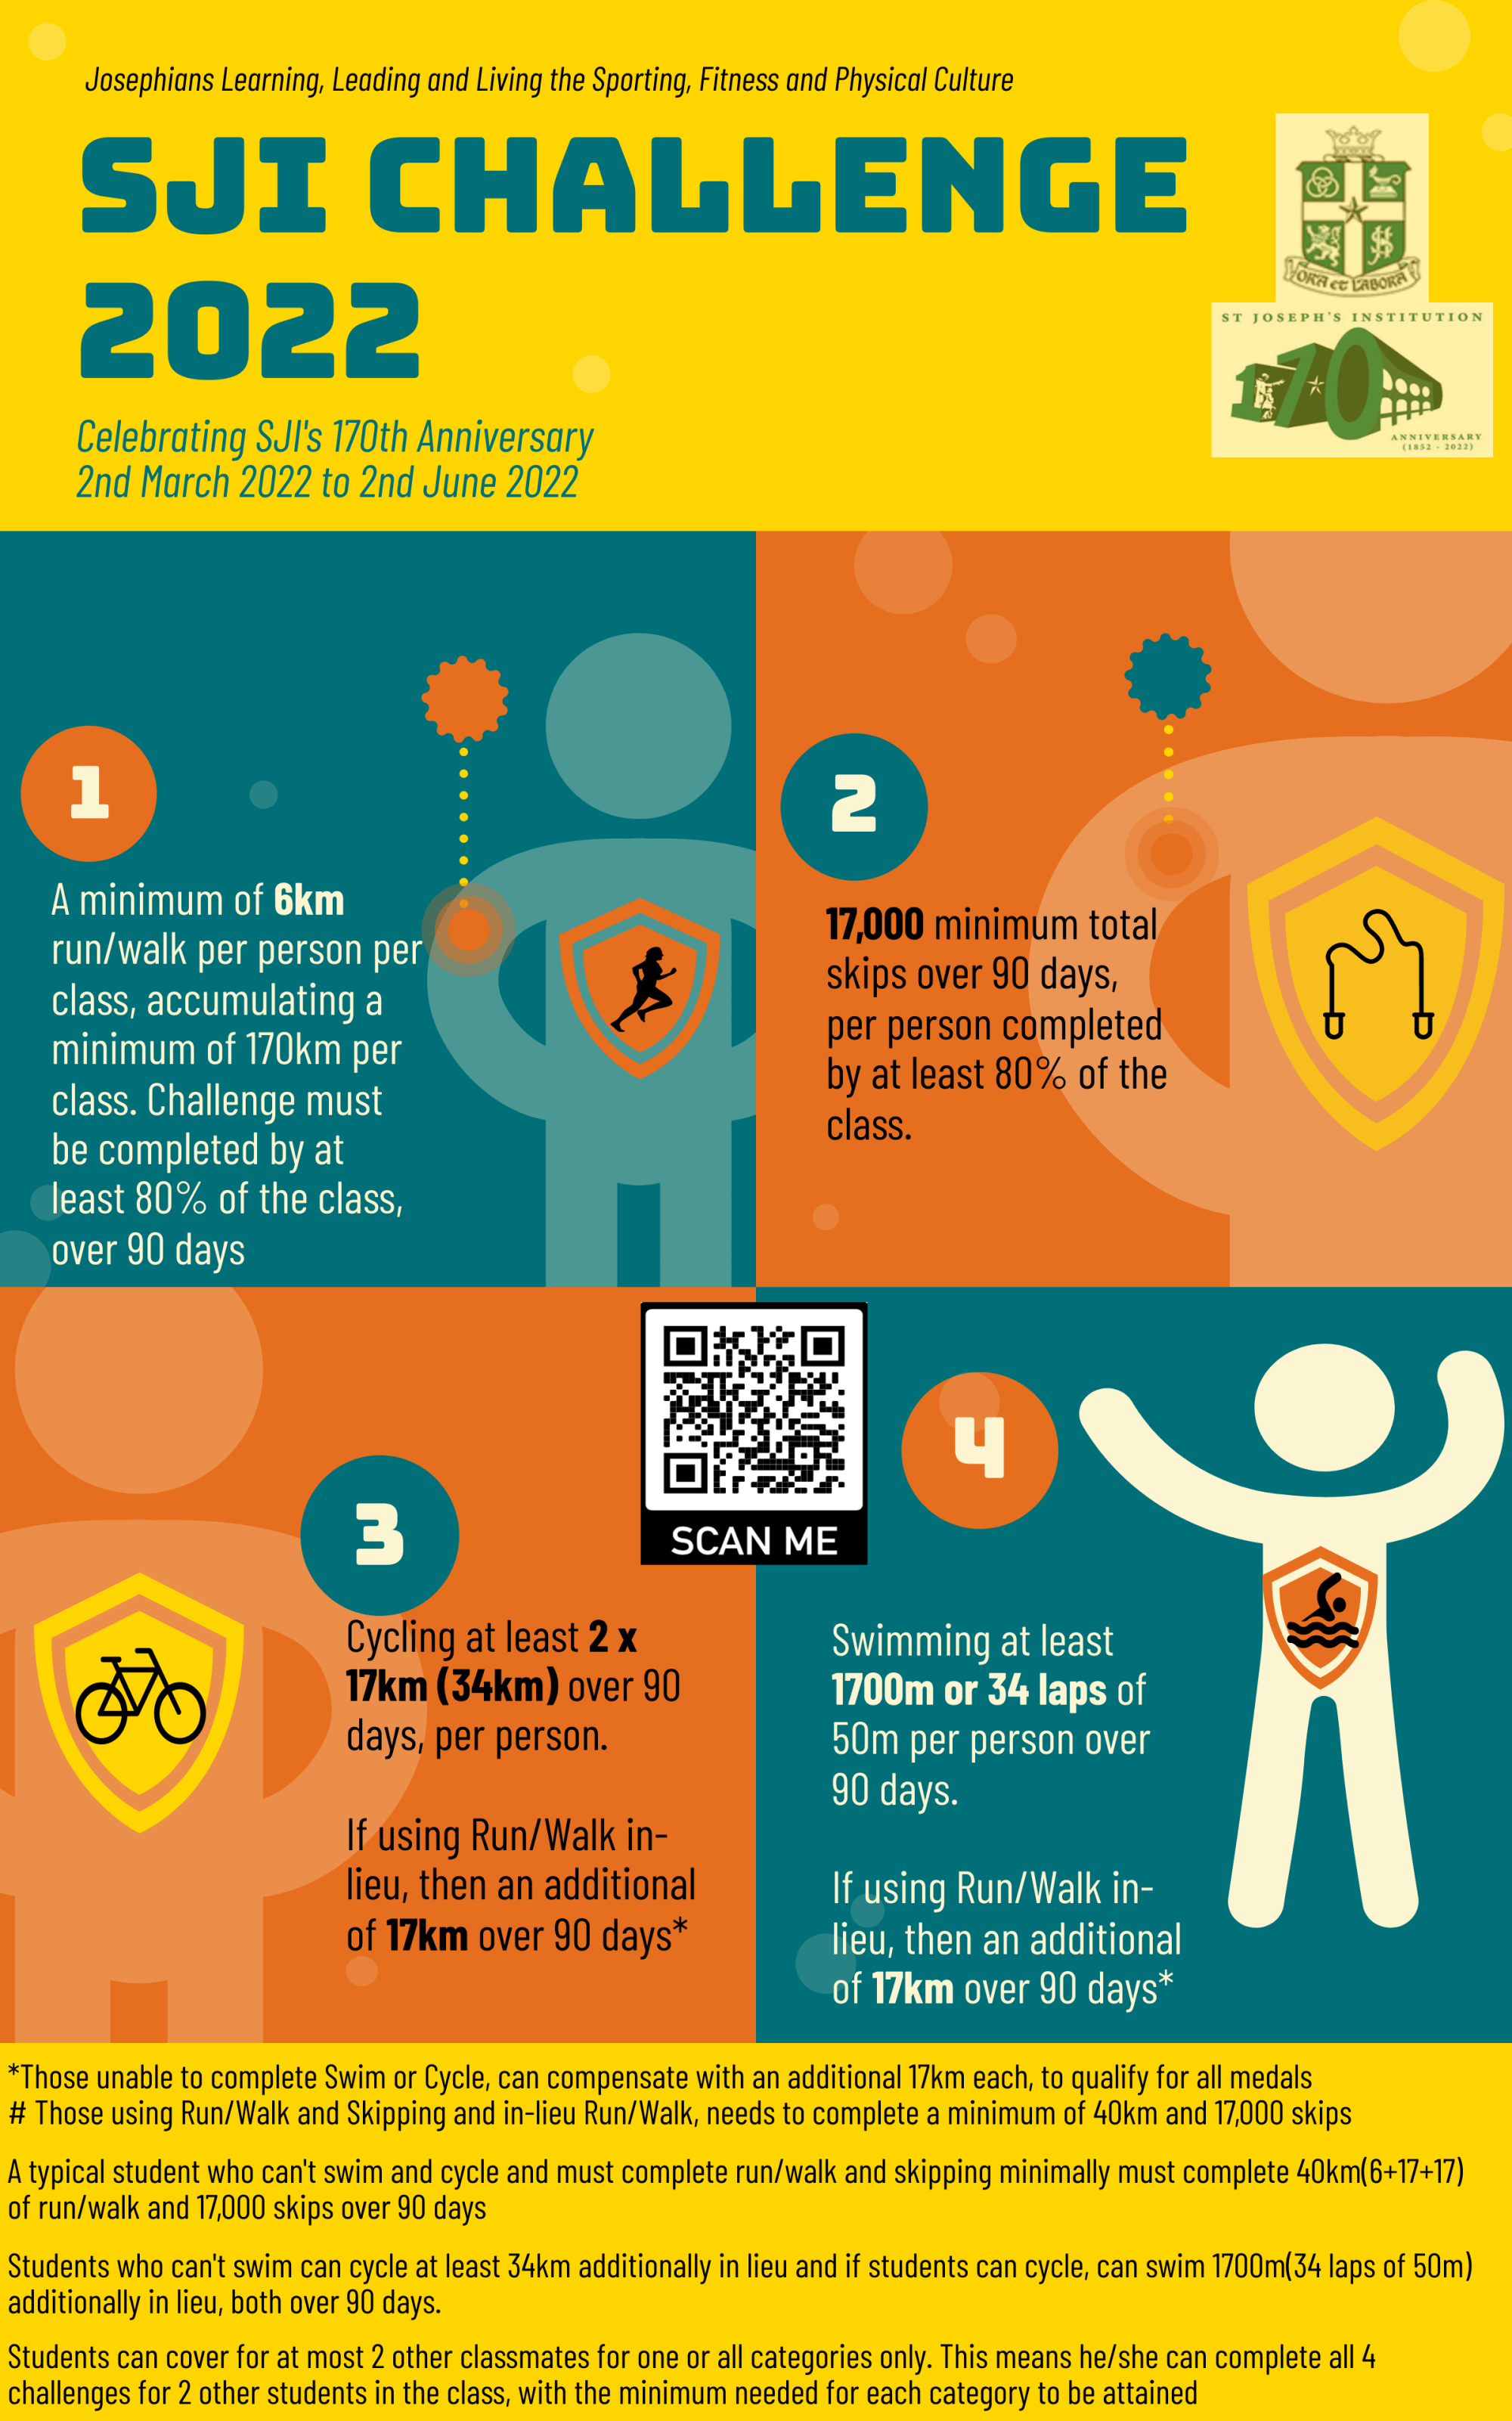 Josephians Learning, Leading and Living the Sporting, Fitness and Physical Culture
SJI CHALLENGE
2022
Celebrating SJI's 170th Anniversary
2nd March 2022 to 2nd June 2022
ORA ET LABORA
ST JOSEPH'S INSTITUTION
170
ANNIVERSARY
(1852 - 2022)
1
A minimum of 6km
run/walk per person per
class, accumulating a
minimum of 170km per
class. Challenge must
be completed by at
least 80% of the class,
over 90 days
2
17,000 minimum total
skips over 90 days,
per person completed
by at least 80% of the
class.
SCAN ME
3
Cycling at least 2 x
17km (34km) over 90
days, per person.
If using Run/Walk in-
lieu, then an additional
of 17km over 90 days*
4
Swimming at least
1700m or 34 laps of
50m per person over
90 days.
If using Run/Walk in-
lieu, then an additional
of 17km over 90 days*
*Those unable to complete Swim or Cycle, can compensate with an additional 17km each, to qualify for all medals
# Those using Run/Walk and Skipping and in-lieu Run/Walk, needs to complete a minimum of 40km and 17,000 skips
A typical student who can't swim and cycle and must complete run/walk and skipping minimally must complete 40km(6+17+17)
of run/walk and 17,000 skips over 90 days
Students who can't swim can cycle at least 34km additionally in lieu and if students can cycle, can swim 1700m(34 laps of 50m)
additionally in lieu, both over 90 days.
Students can cover for at most 2 other classmates for one or all categories only. This means he/she can complete all 4
challenges for 2 other students in the class, with the minimum needed for each category to be attained